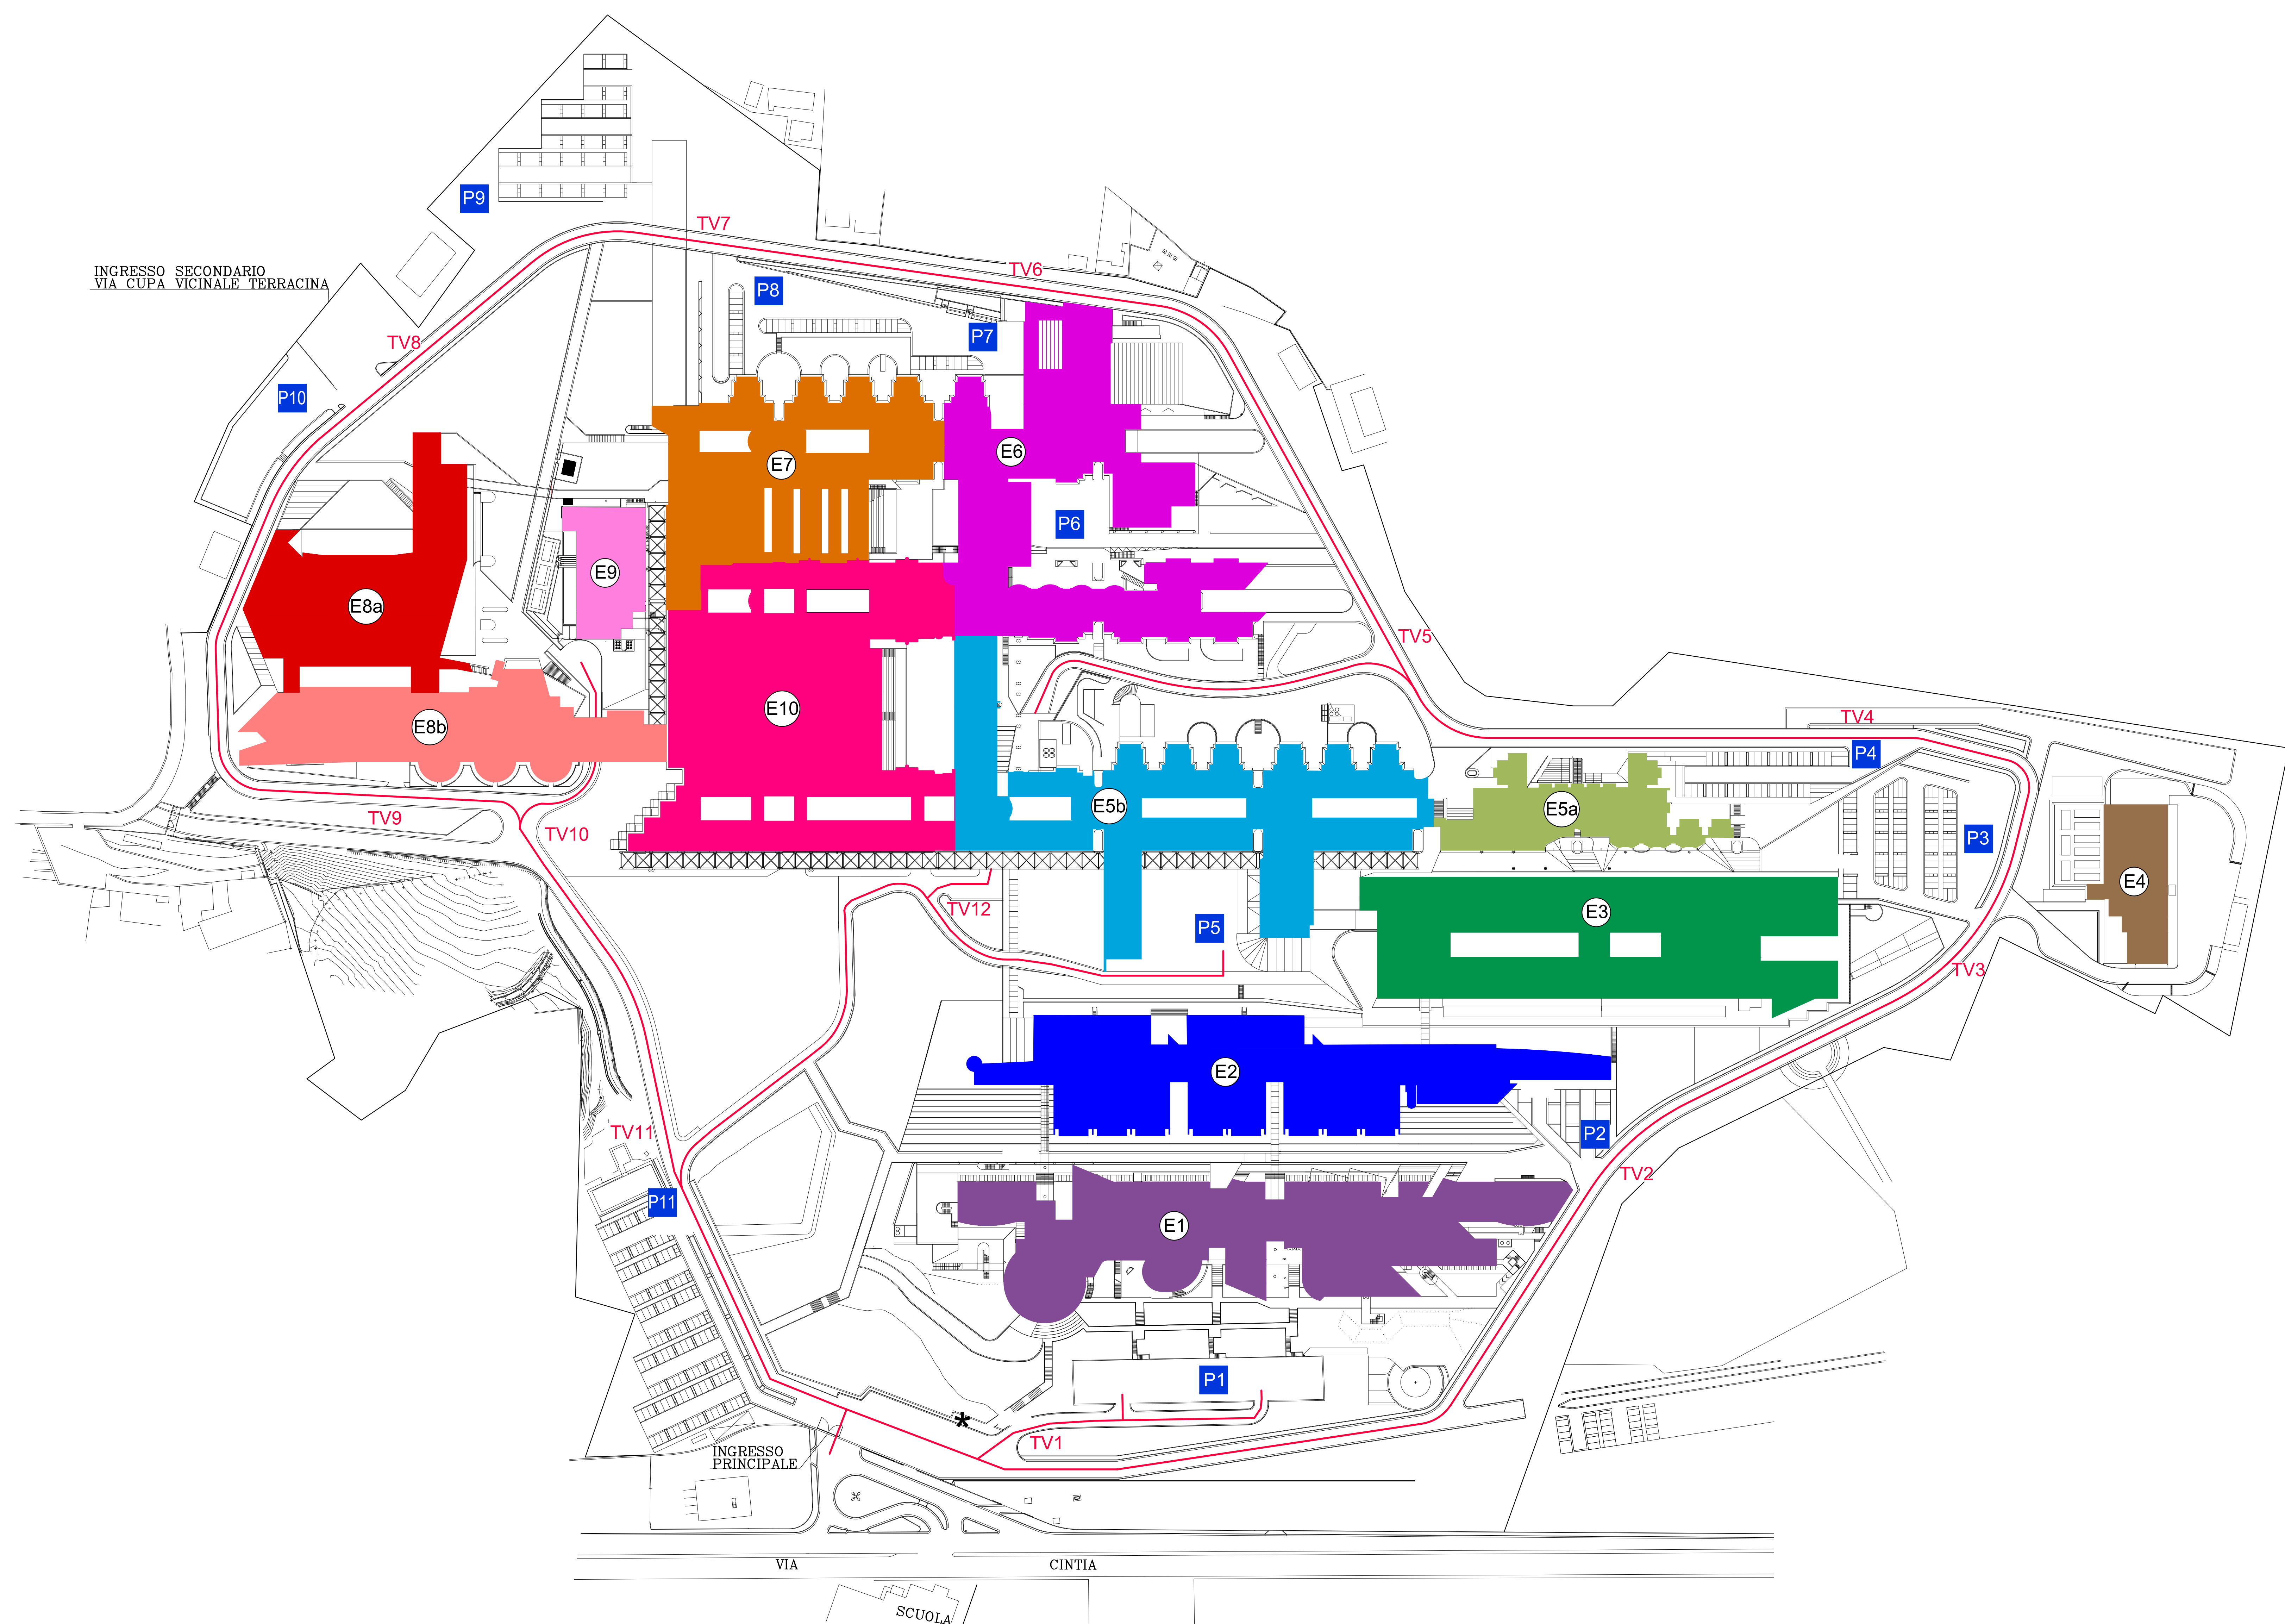 P9
TV7
TV6
INGRESSO SECONDARIO
VIA CUPA VICINALE TERRACINA
P8
P7
TV8
P10
E7
E6
P6
E9
E8a
TV5
E10
E8b
TV4
P4
E5b
E5a
TV9
TV10
P3
E4
TV12
P5
E3
TV3
E2
TV11
P2
TV2
P11
E1
P1
*
TV1
INGRESSO
PRINCIPALE
VIA CINTIA
SCUOLA